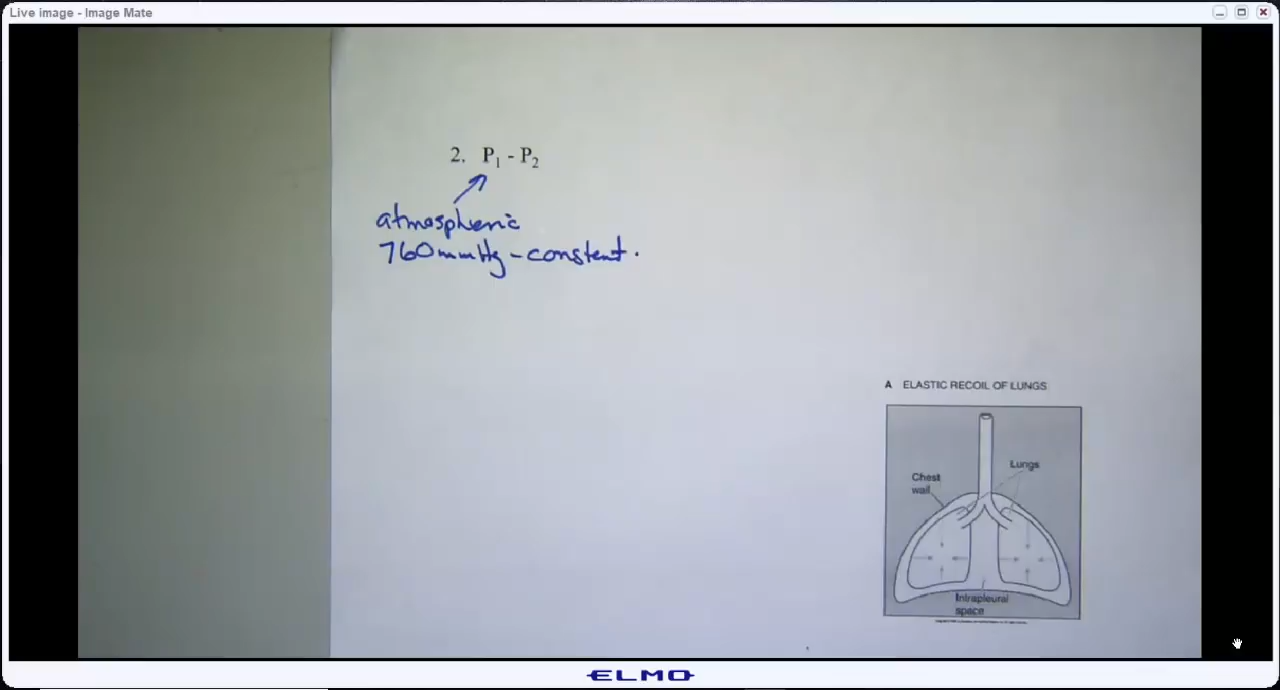 Live image - Image Mate
2. P₁ - P₂
atmospheric
760mmHg - constant.
A ELASTIC RECOIL OF LUNGS
Lungs
Chest
wall
Intrapleural
space
ELMO